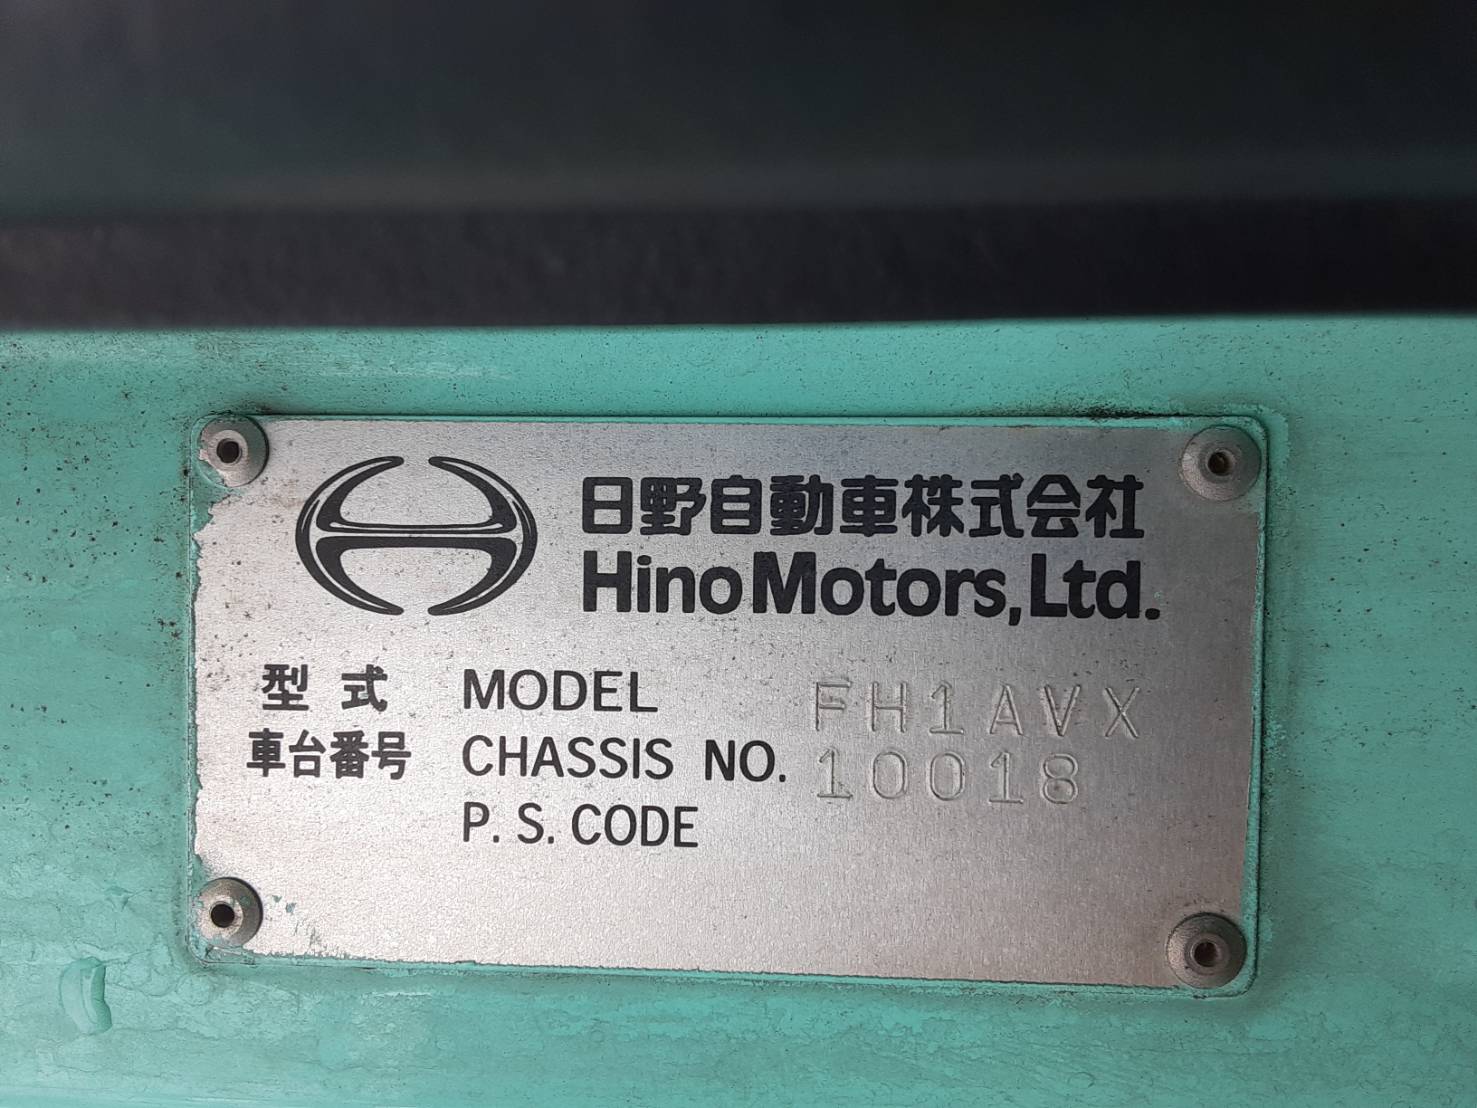 日野自動車株式会社
Hino Motors, Ltd.
型式 MODEL FH1AVX
車台番号 CHASSIS NO. 10018
P. S. CODE